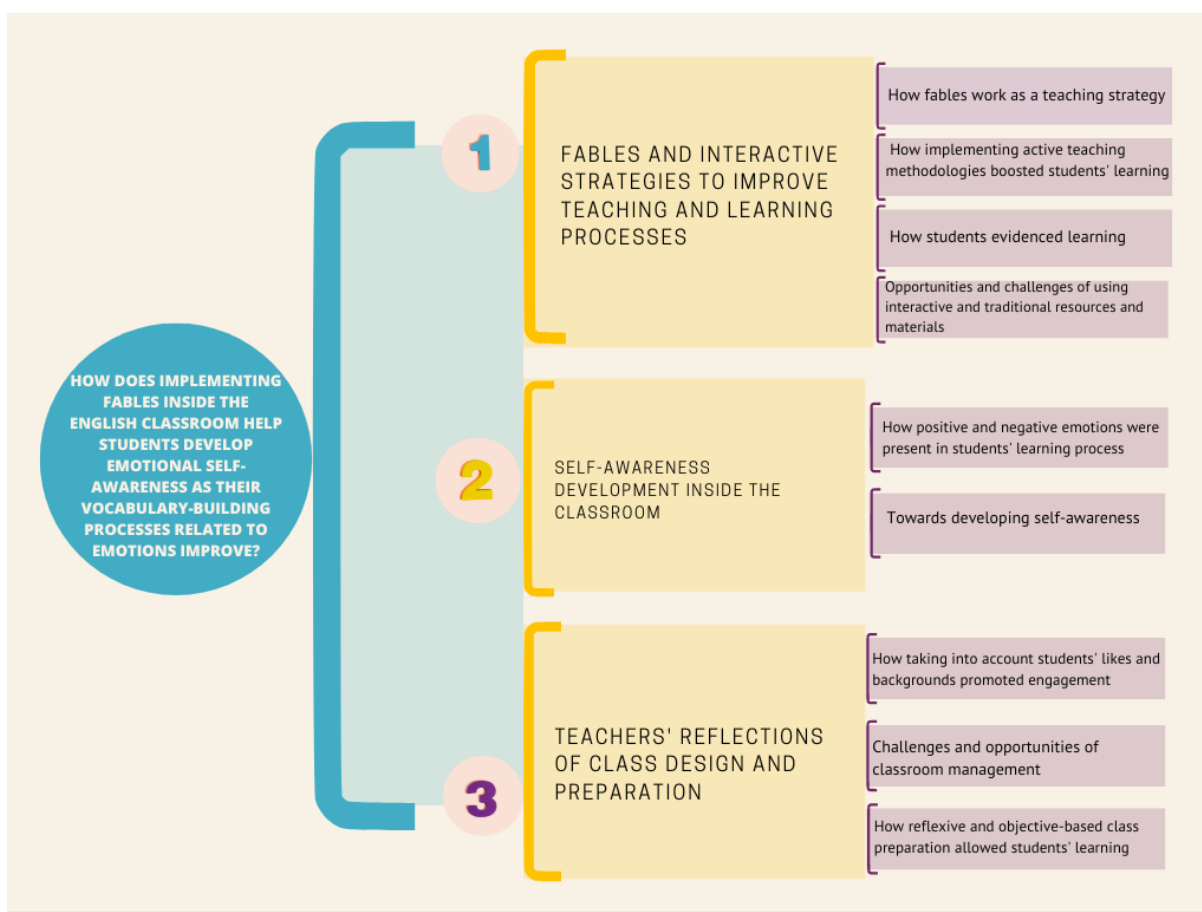 HOW DOES IMPLEMENTING
FABLES INSIDE THE
ENGLISH CLASSROOM HELP
STUDENTS DEVELOP
EMOTIONAL SELF-
AWARENESS AS THEIR
VOCABULARY-BUILDING
PROCESSES RELATED TO
EMOTIONS IMPROVE?
1
FABLES AND INTERACTIVE
STRATEGIES TO IMPROVE
TEACHING AND LEARNING
PROCESSES
How fables work as a teaching strategy
How implementing active teaching
methodologies boosted students' learning
How students evidenced learning
Opportunities and challenges of using
interactive and traditional resources and
materials
2
SELF-AWARENESS
DEVELOPMENT INSIDE THE
CLASSROOM
How positive and negative emotions were
present in students' learning process
Towards developing self-awareness
3
TEACHERS' REFLECTIONS
OF CLASS DESIGN AND
PREPARATION
How taking into account students' likes and
backgrounds promoted engagement
Challenges and opportunities of
classroom management
How reflexive and objective-based class
preparation allowed students' learning